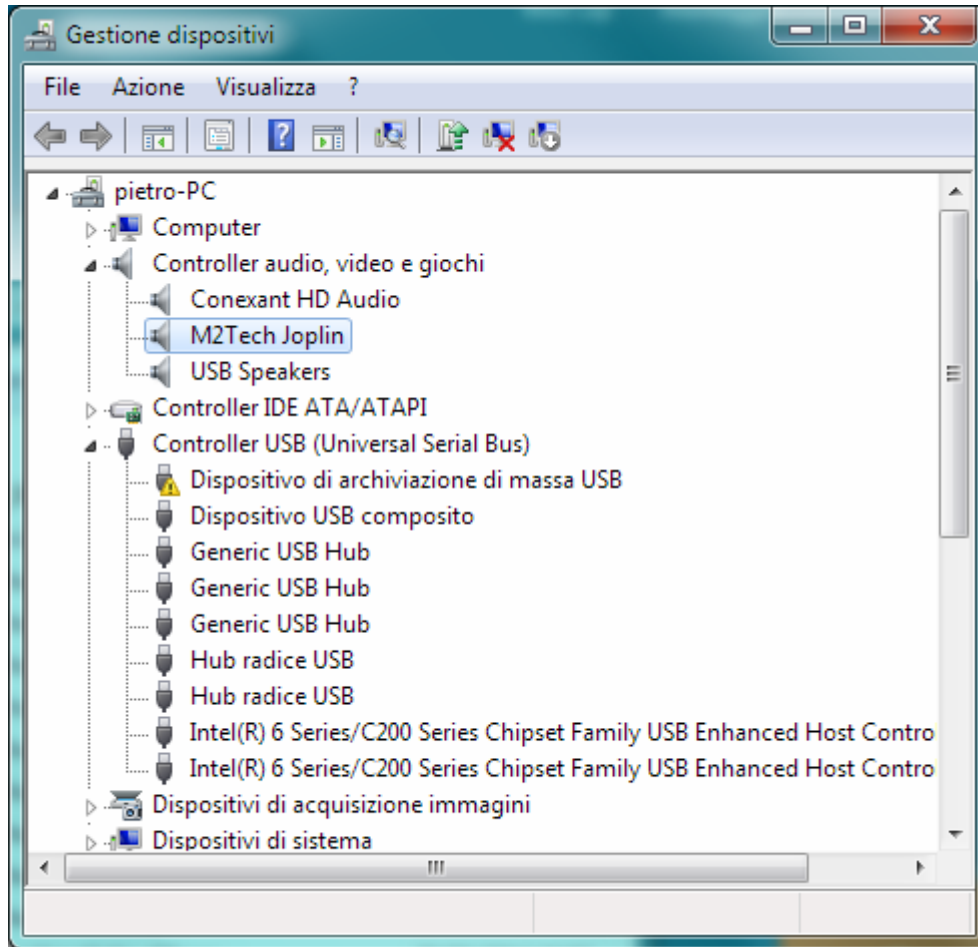 Gestione dispositivi
File Azione Visualizza ?
pietro-PC
Computer
Controller audio, video e giochi
Conexant HD Audio
M2Tech Joplin
USB Speakers
Controller IDE ATA/ATAPI
Controller USB (Universal Serial Bus)
Dispositivo di archiviazione di massa USB
Dispositivo USB composito
Generic USB Hub
Generic USB Hub
Generic USB Hub
Hub radice USB
Hub radice USB
Intel(R) 6 Series/C200 Series Chipset Family USB Enhanced Host Contro
Intel(R) 6 Series/C200 Series Chipset Family USB Enhanced Host Contro
Dispositivi di acquisizione immagini
Dispositivi di sistema